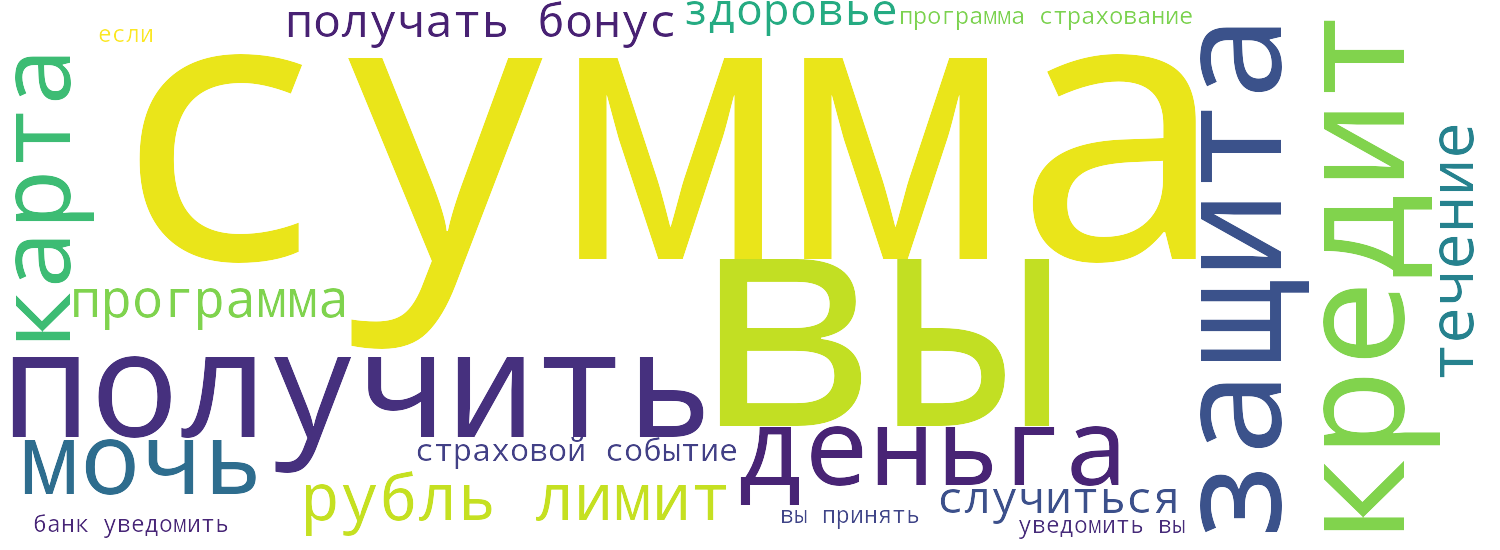 получать бонус
здоровье
программа страхование
если
сумма
карта
защита
кредит
течение
вы
программа
получить
деньга
мочь
страховой событие
рубль лимит
случиться
банк уведомить
вы принять
уведомить вы